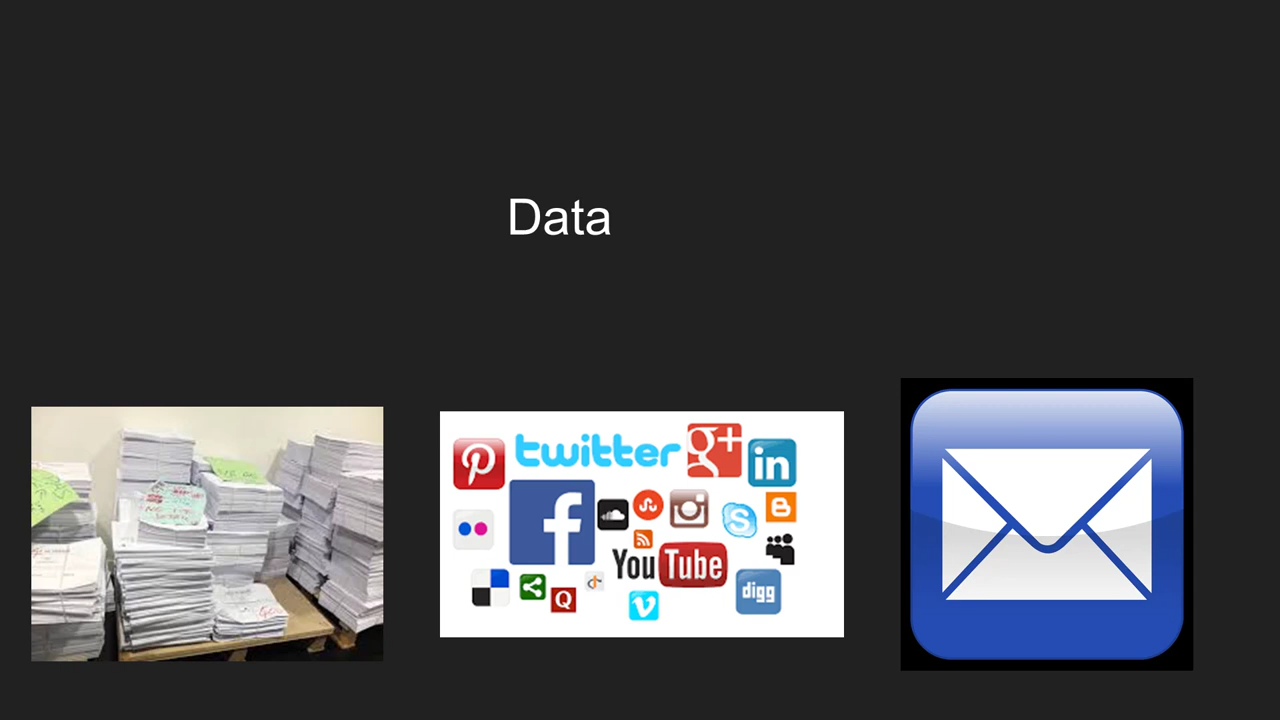 Data
twitter
g+
in
You Tube
digg
Q